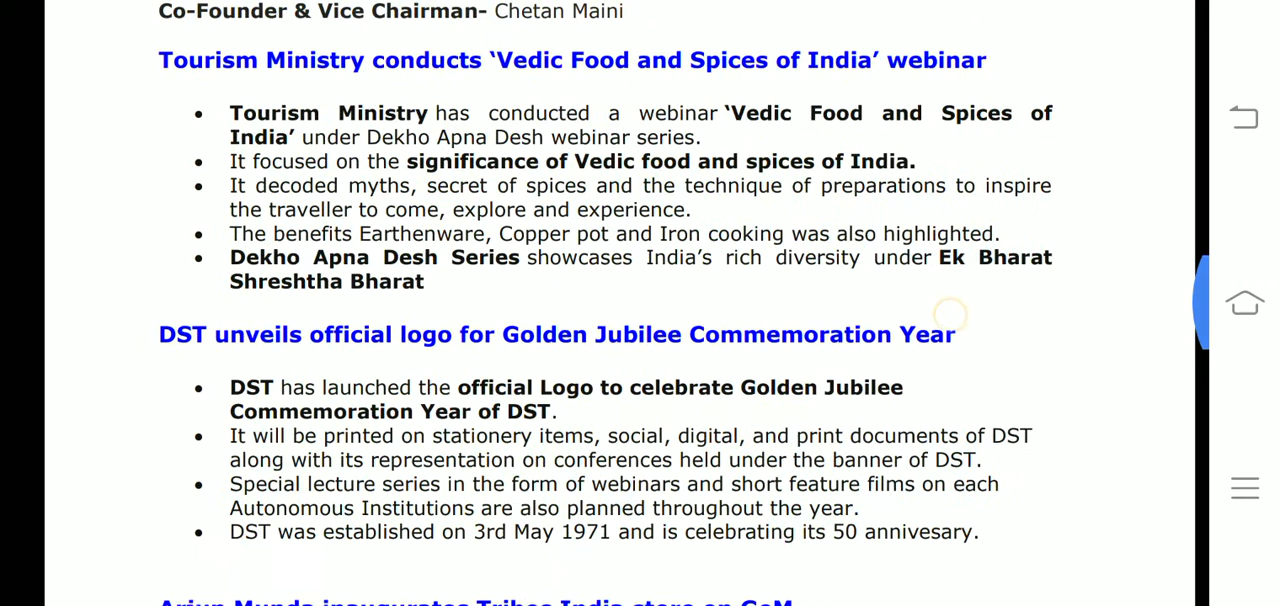 Co-Founder & Vice Chairman- Chetan Maini
Tourism Ministry conducts ‘Vedic Food and Spices of India’ webinar
• Tourism Ministry has conducted a webinar ‘Vedic Food and Spices of
India’ under Dekho Apna Desh webinar series.
• It focused on the significance of Vedic food and spices of India.
• It decoded myths, secret of spices and the technique of preparations to inspire
the traveller to come, explore and experience.
• The benefits Earthenware, Copper pot and Iron cooking was also highlighted.
• Dekho Apna Desh Series showcases India’s rich diversity under Ek Bharat
Shreshtha Bharat
DST unveils official logo for Golden Jubilee Commemoration Year
• DST has launched the official Logo to celebrate Golden Jubilee
Commemoration Year of DST.
• It will be printed on stationery items, social, digital, and print documents of DST
along with its representation on conferences held under the banner of DST.
• Special lecture series in the form of webinars and short feature films on each
Autonomous Institutions are also planned throughout the year.
• DST was established on 3rd May 1971 and is celebrating its 50 annivesary.
Arjun Munda inaugurates Tribes India store on GeM